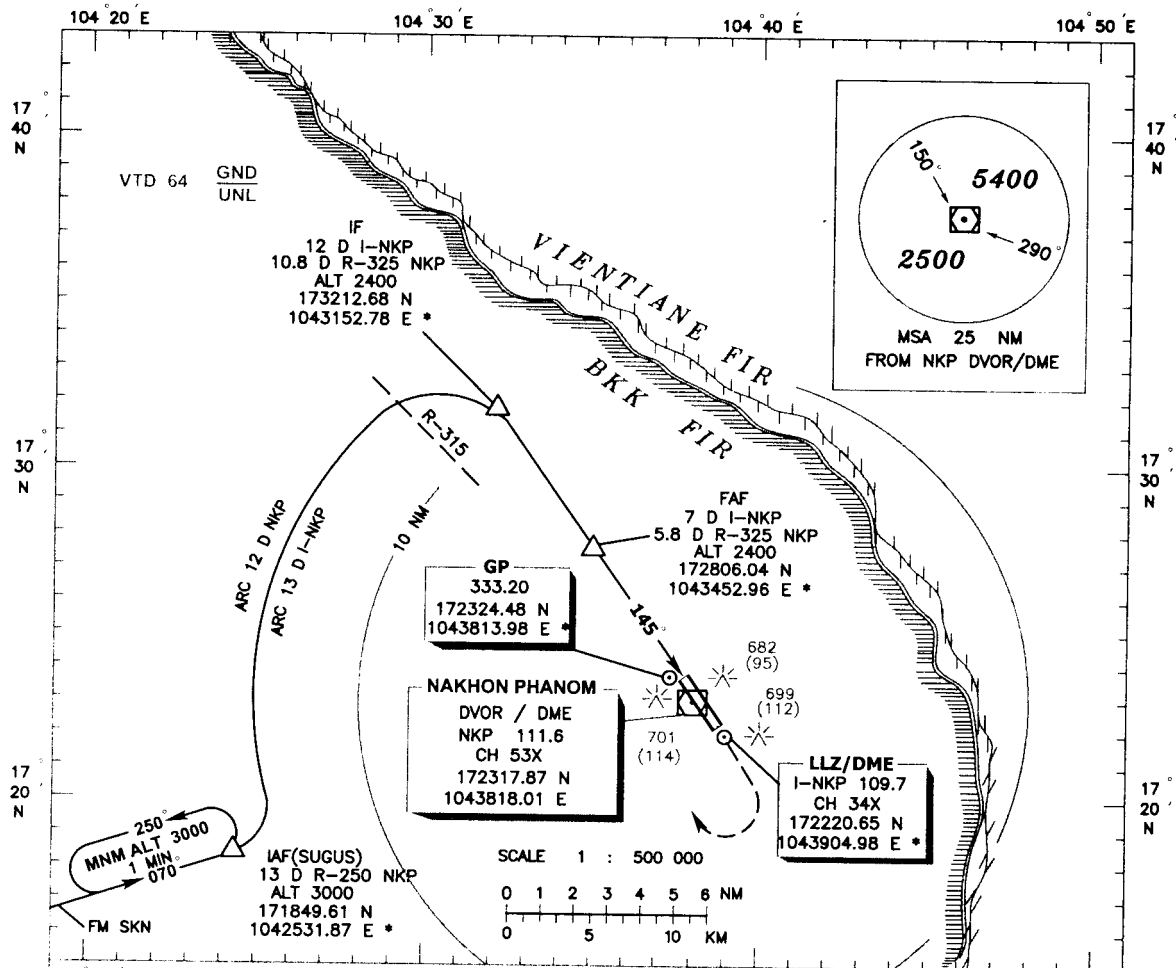 104° 20' E
104° 30' E
104° 40' E
104° 50' E
17°
40'
N
17°
40'
N
VTD 64 GND
UNL
150°
5400
2500
290°
MSA 25 NM
FROM NKP DVOR/DME
IF
12 D I-NKP
10.8 D R-325 NKP
ALT 2400
173212.68 N
1043152.78 E *
VIENTIANE FIR
BKK FIR
R-315
17°
30'
N
17°
30'
N
10 NM
ARC 12 D NKP
ARC 13 D I-NKP
FAF
7 D I-NKP
5.8 D R-325 NKP
ALT 2400
172806.04 N
1043452.96 E *
GP
333.20
172324.48 N
1043813.98 E *
145°
682
(95)
699
(112)
701
(114)
NAKHON PHANOM
DVOR / DME
NKP 111.6
CH 53X
172317.87 N
1043818.01 E
LLZ/DME
I-NKP 109.7
CH 34X
172220.65 N
1043904.98 E *
17°
20'
N
17°
20'
N
250°
MNM ALT 3000
1 MIN
070°
FM SKN
IAF(SUGUS)
13 D R-250 NKP
ALT 3000
171849.61 N
1042531.87 E *
SCALE 1 : 500 000
0 1 2 3 4 5 6 NM
0 5 10 KM